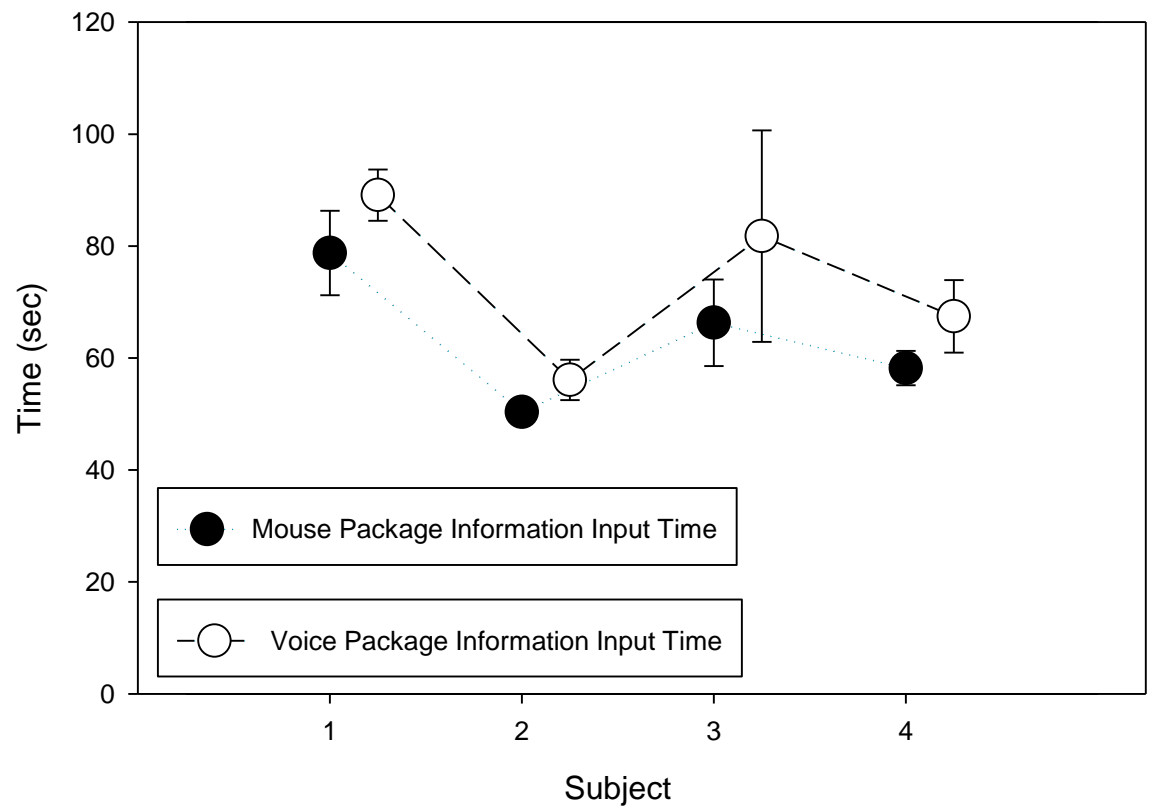 120
100
80
60
40
20
0
Time (sec)
Mouse Package Information Input Time
Voice Package Information Input Time
1 2 3 4
Subject